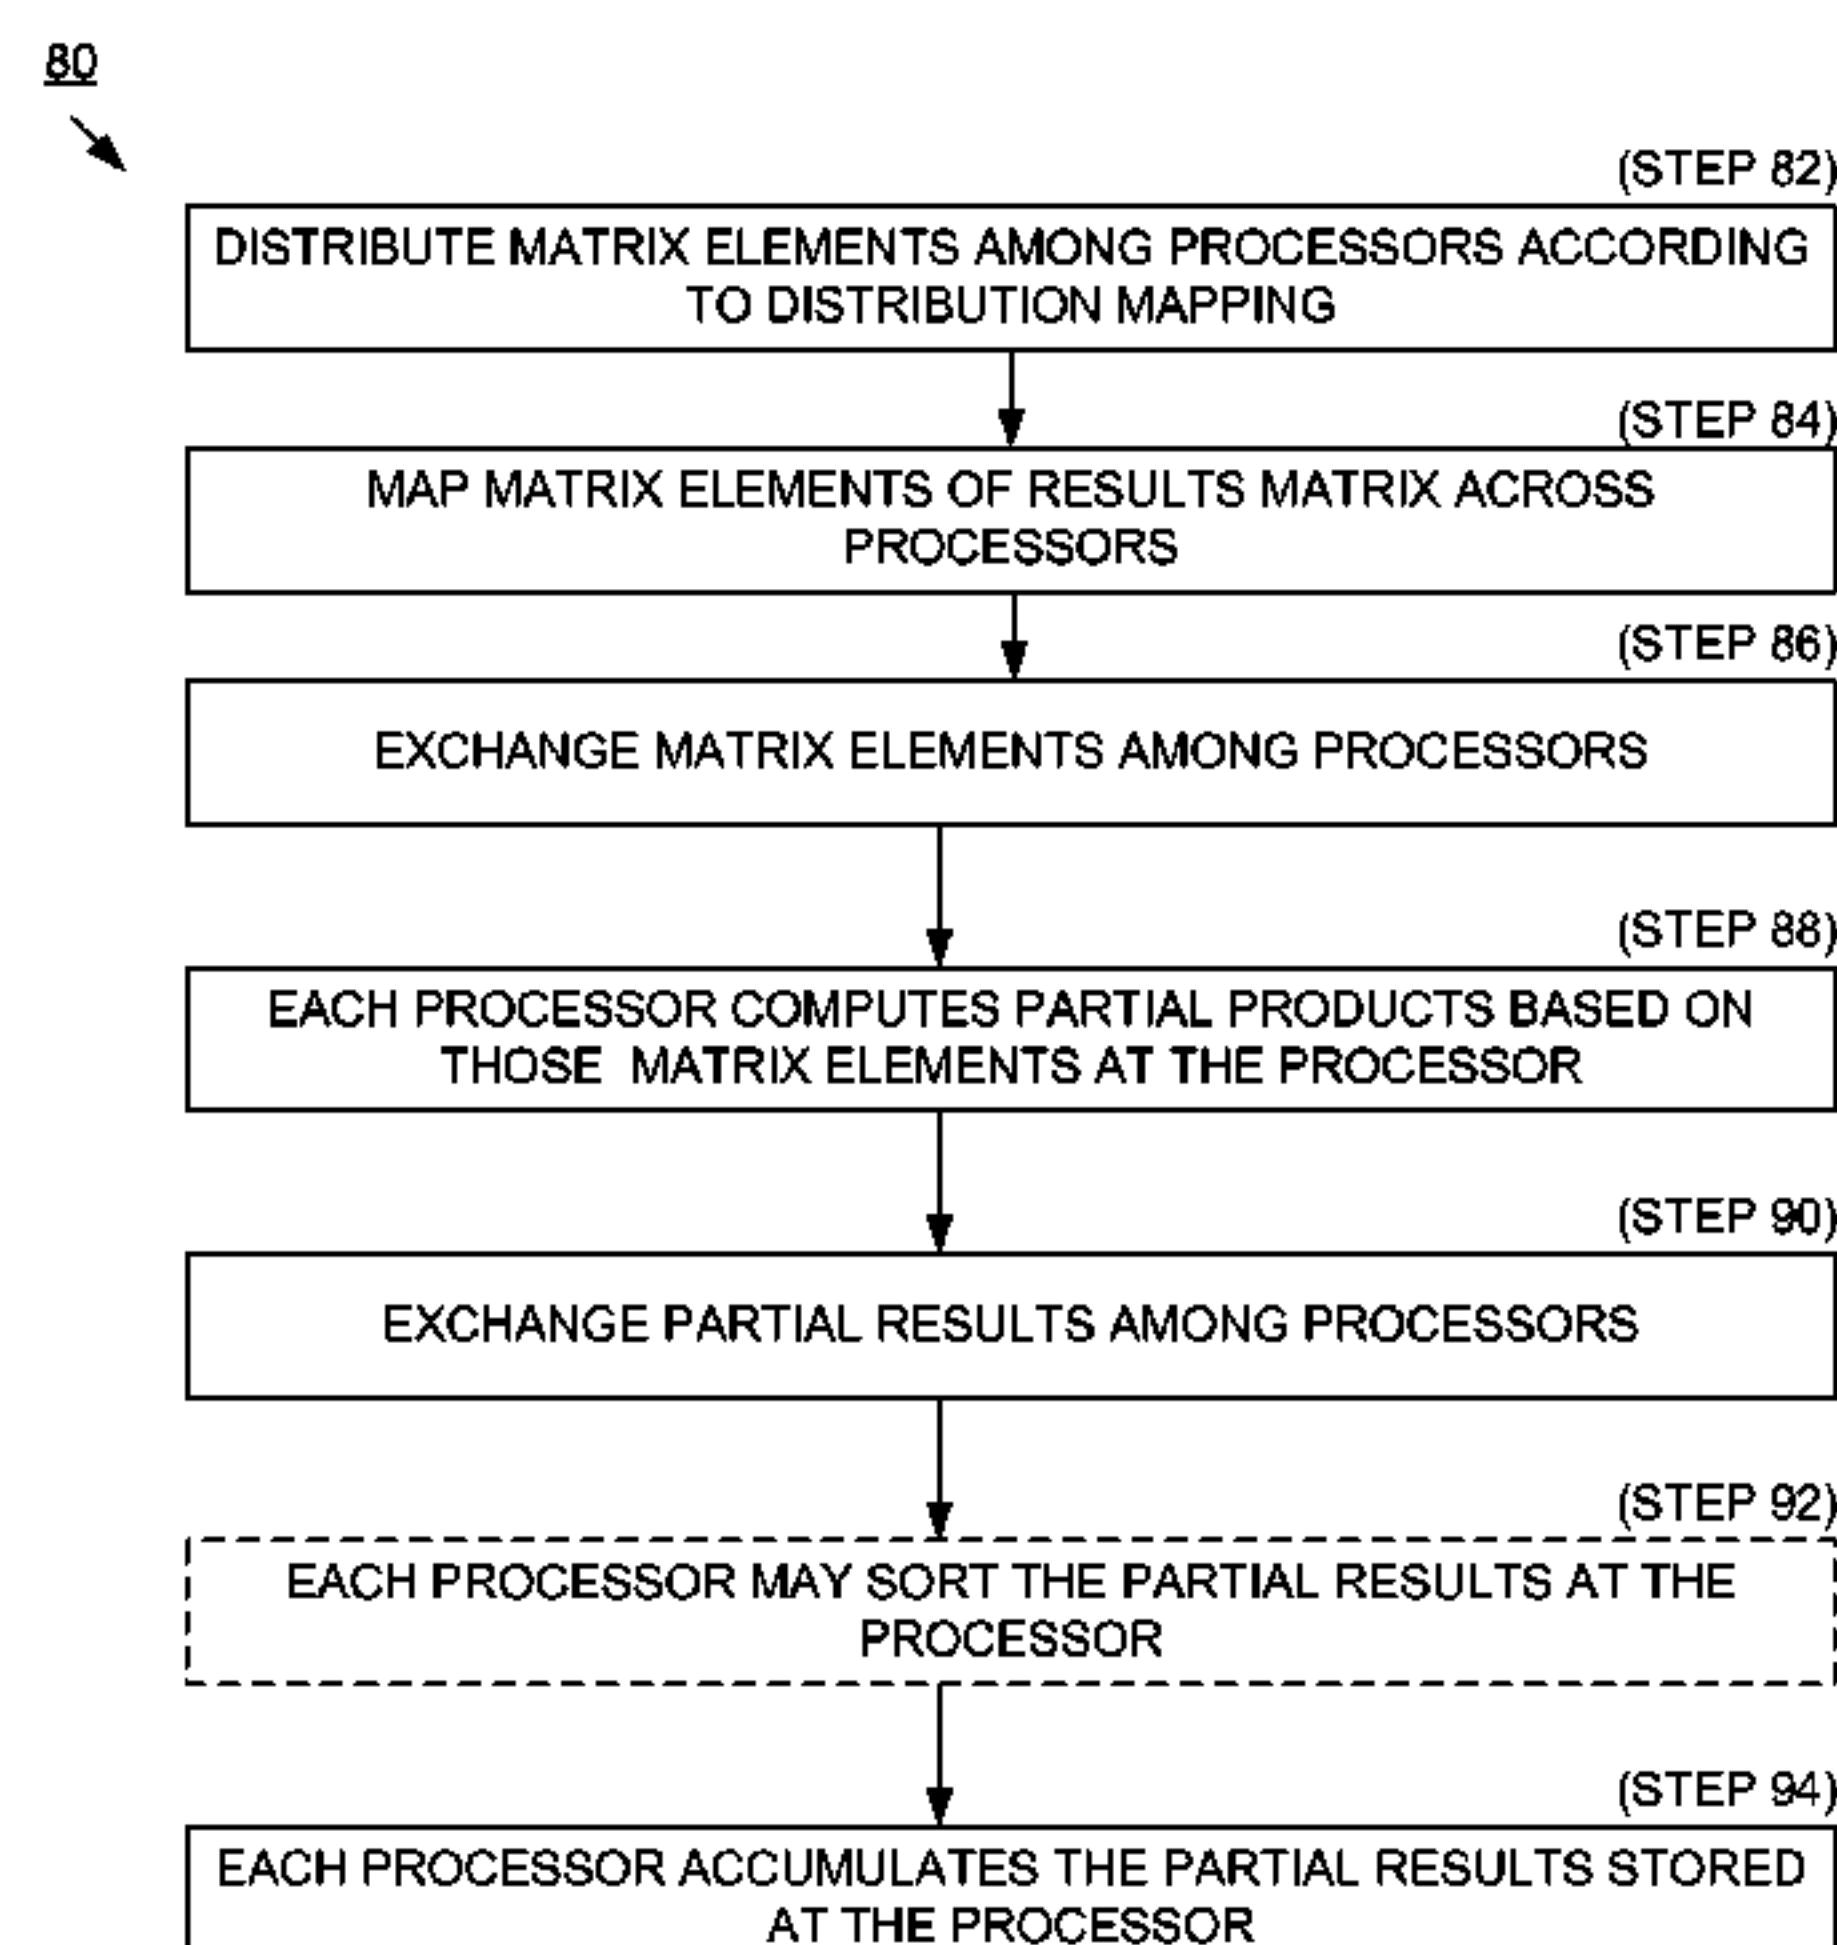 80
(STEP 82)
DISTRIBUTE MATRIX ELEMENTS AMONG PROCESSORS ACCORDING
TO DISTRIBUTION MAPPING
(STEP 84)
MAP MATRIX ELEMENTS OF RESULTS MATRIX ACROSS
PROCESSORS
(STEP 86)
EXCHANGE MATRIX ELEMENTS AMONG PROCESSORS
(STEP 88)
EACH PROCESSOR COMPUTES PARTIAL PRODUCTS BASED ON
THOSE MATRIX ELEMENTS AT THE PROCESSOR
(STEP 90)
EXCHANGE PARTIAL RESULTS AMONG PROCESSORS
(STEP 92)
EACH PROCESSOR MAY SORT THE PARTIAL RESULTS AT THE
PROCESSOR
(STEP 94)
EACH PROCESSOR ACCUMULATES THE PARTIAL RESULTS STORED
AT THE PROCESSOR